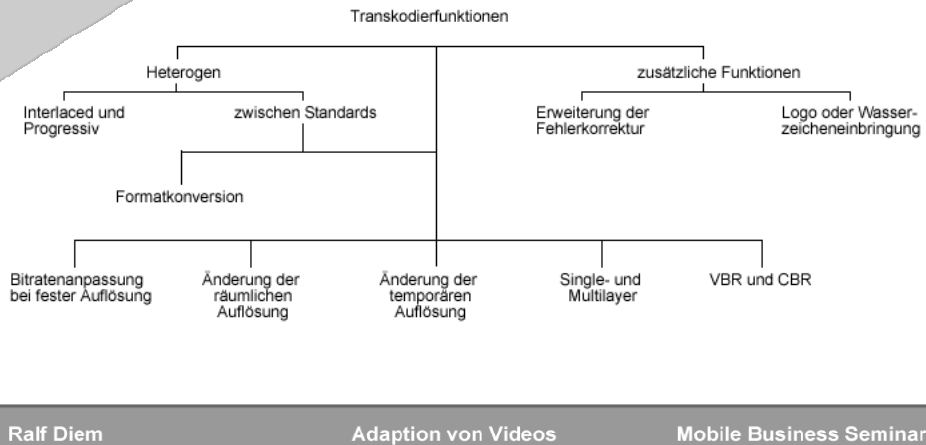 Transkodierfunktionen
Heterogen
zusätzliche Funktionen
Interlaced und
Progressiv
zwischen Standards
Erweiterung der
Fehlerkorrektur
Logo oder Wasser-
zeicheneinbringung
Formatkonversion
Bitratenanpassung
bei fester Auflösung
Änderung der
räumlichen
Auflösung
Änderung der
temporären
Auflösung
Single- und
Multilayer
VBR und CBR
Ralf Diem
Adaption von Videos
Mobile Business Seminar